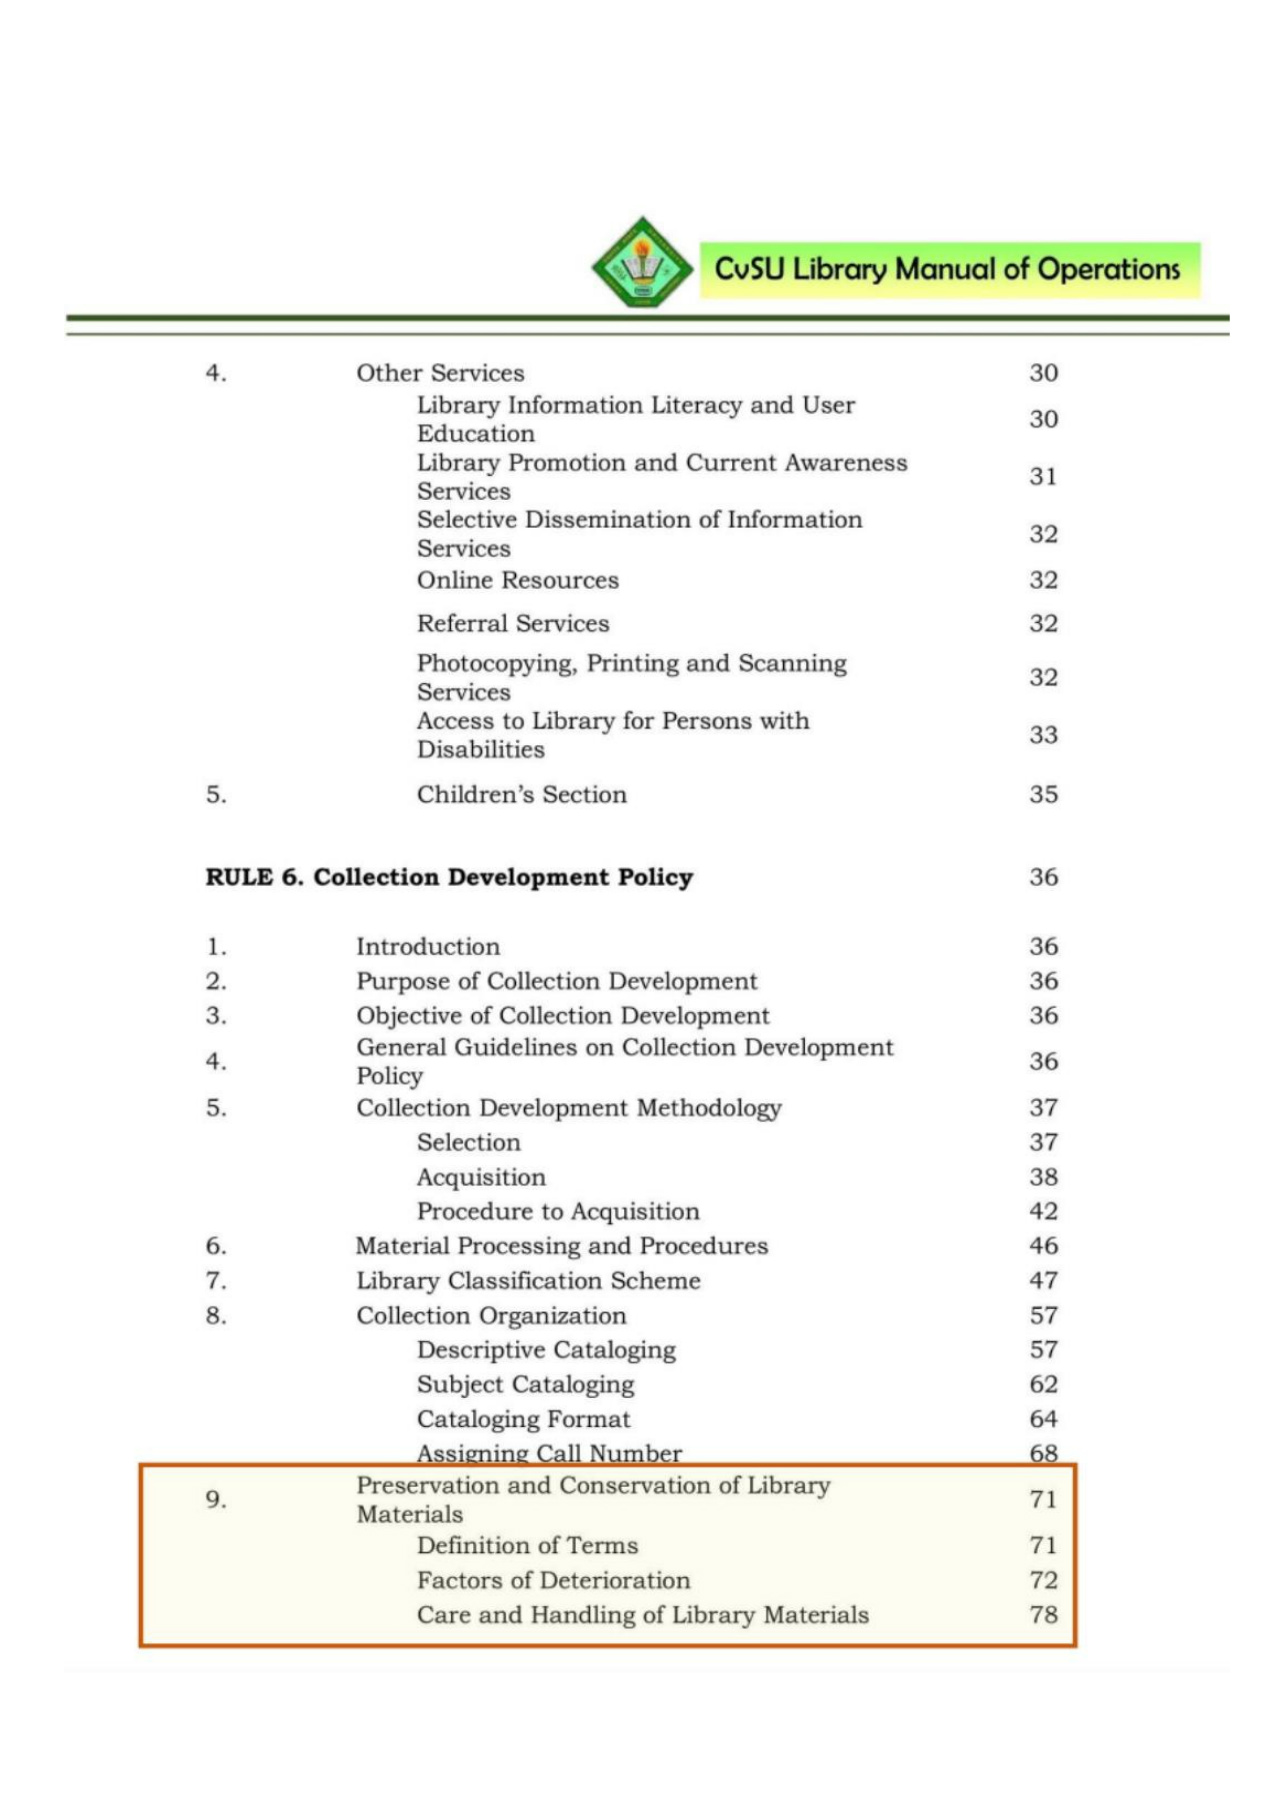 CvSU Library Manual of Operations
4. Other Services 30
Library Information Literacy and User
Education 30
Library Promotion and Current Awareness
Services 31
Selective Dissemination of Information
Services 32
Online Resources 32
Referral Services 32
Photocopying, Printing and Scanning
Services 32
Access to Library for Persons with
Disabilities 33
5. Children's Section 35
RULE 6. Collection Development Policy 36
1. Introduction 36
2. Purpose of Collection Development 36
3. Objective of Collection Development 36
4. General Guidelines on Collection Development
Policy 36
5. Collection Development Methodology 37
Selection 37
Acquisition 38
Procedure to Acquisition 42
6. Material Processing and Procedures 46
7. Library Classification Scheme 47
8. Collection Organization 57
Descriptive Cataloging 57
Subject Cataloging 62
Cataloging Format 64
Assigning Call Number 68
9. Preservation and Conservation of Library
Materials 71
Definition of Terms 71
Factors of Deterioration 72
Care and Handling of Library Materials 78